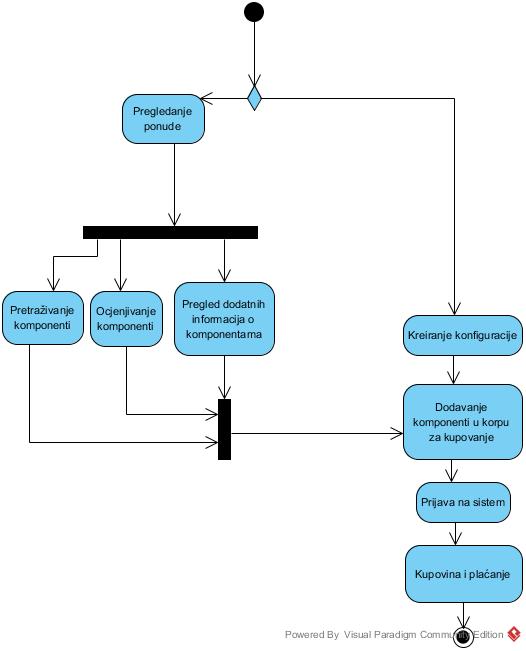 Pregledanje
ponude
Pretraživanje
komponenti
Ocjenjivanje
komponenti
Pregled dodatnih
informacija o
komponentama
Kreiranje konfiguracije
Dodavanje
komponenti u korpu
za kupovanje
Prijava na sistem
Kupovina i plaćanje
Powered By Visual Paradigm Community Edition